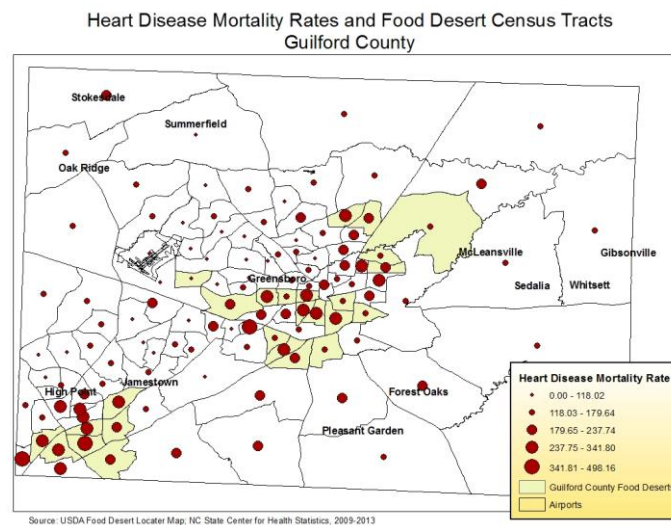 Heart Disease Mortality Rates and Food Desert Census Tracts
Guilford County
Stokesdale
Summerfield
Oak Ridge
McLeansville
Gibsonville
Greensboro
Sedalia
Whitsett
High Point
Jamestown
Forest Oaks
Pleasant Garden
Heart Disease Mortality Rate
0.00 - 118.02
118.03 - 179.64
179.65 - 237.74
237.75 - 341.80
341.81 - 498.16
Guilford County Food Deserts
Airports
Source: USDA Food Desert Locater Map; NC State Center for Health Statistics, 2009-2013